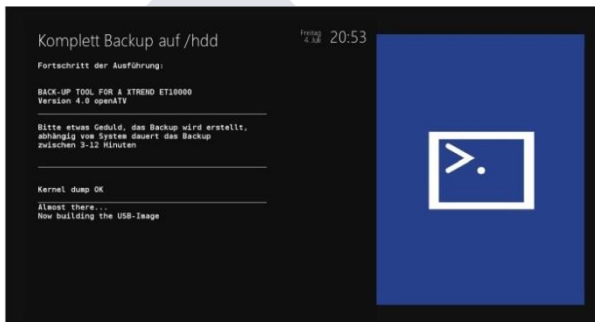 Komplett Backup auf /hdd
Freitag
4. Juli
20:53
Fortschritt der Ausführung:
BACK-UP TOOL FOR A XTREND ET10000
Version 4.0 openATV
Bitte etwas Geduld, das Backup wird erstellt,
abhängig vom System dauert das Backup
zwischen 3-12 Minuten
Kernel dump OK
Almost there...
Now building the USB-Image
>.